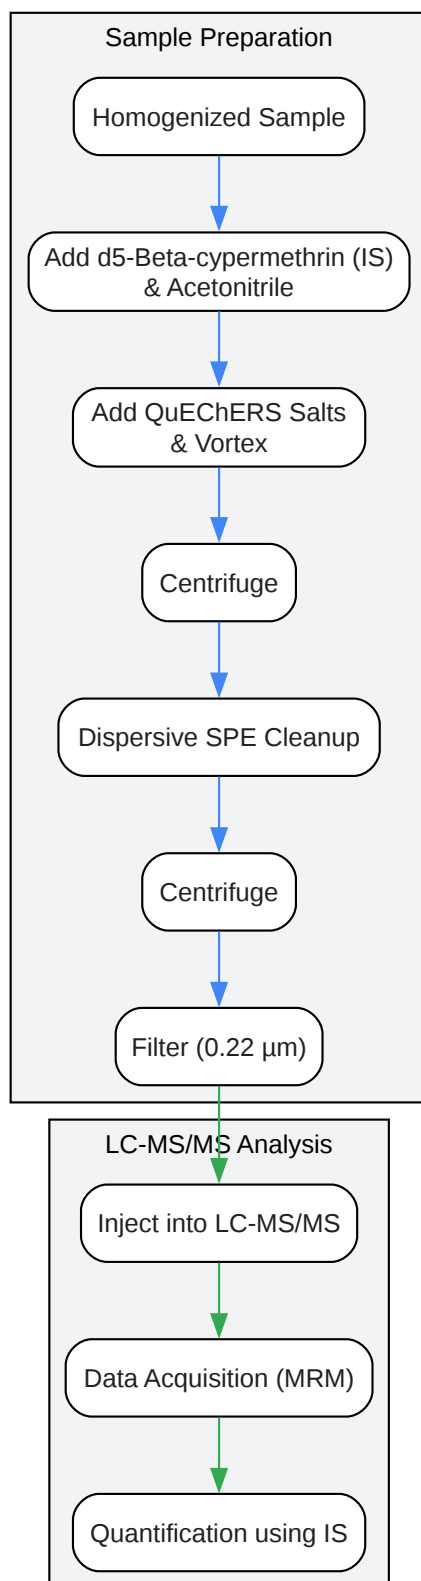 Sample Preparation
Homogenized Sample
Add d5-Beta-cypermethrin (IS)
& Acetonitrile
Add QuEChERS Salts
& Vortex
Centrifuge
Dispersive SPE Cleanup
Centrifuge
Filter (0.22 µm)
LC-MS/MS Analysis
Inject into LC-MS/MS
Data Acquisition (MRM)
Quantification using IS